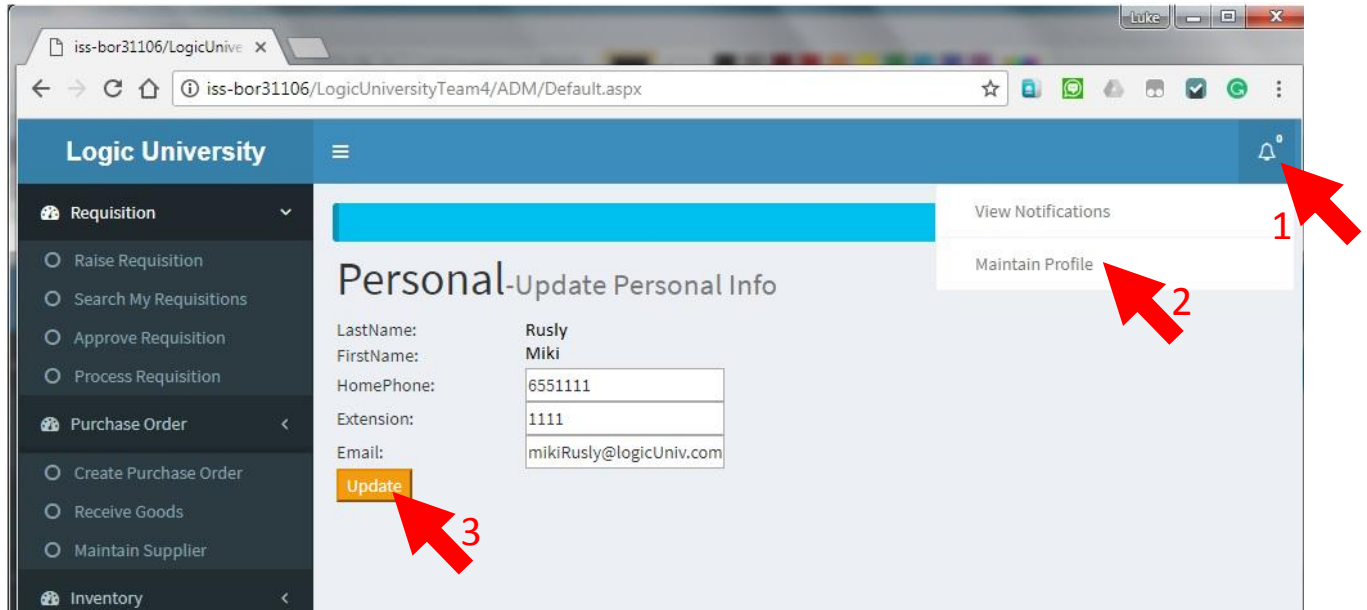 Luke
iss-bor31106/LogicUnive
iss-bor31106/LogicUniversityTeam4/ADM/Default.aspx
Logic University
0
1
Requisition
View Notifications
Raise Requisition
Maintain Profile
2
Personal-Update Personal Info
Search My Requisitions
LastName: Rusly
Approve Requisition
FirstName: Miki
Process Requisition
HomePhone: 6551111
Purchase Order
Extension: 1111
Email: mikiRusly@logicUniv.com
Create Purchase Order
Update
3
Receive Goods
Maintain Supplier
Inventory